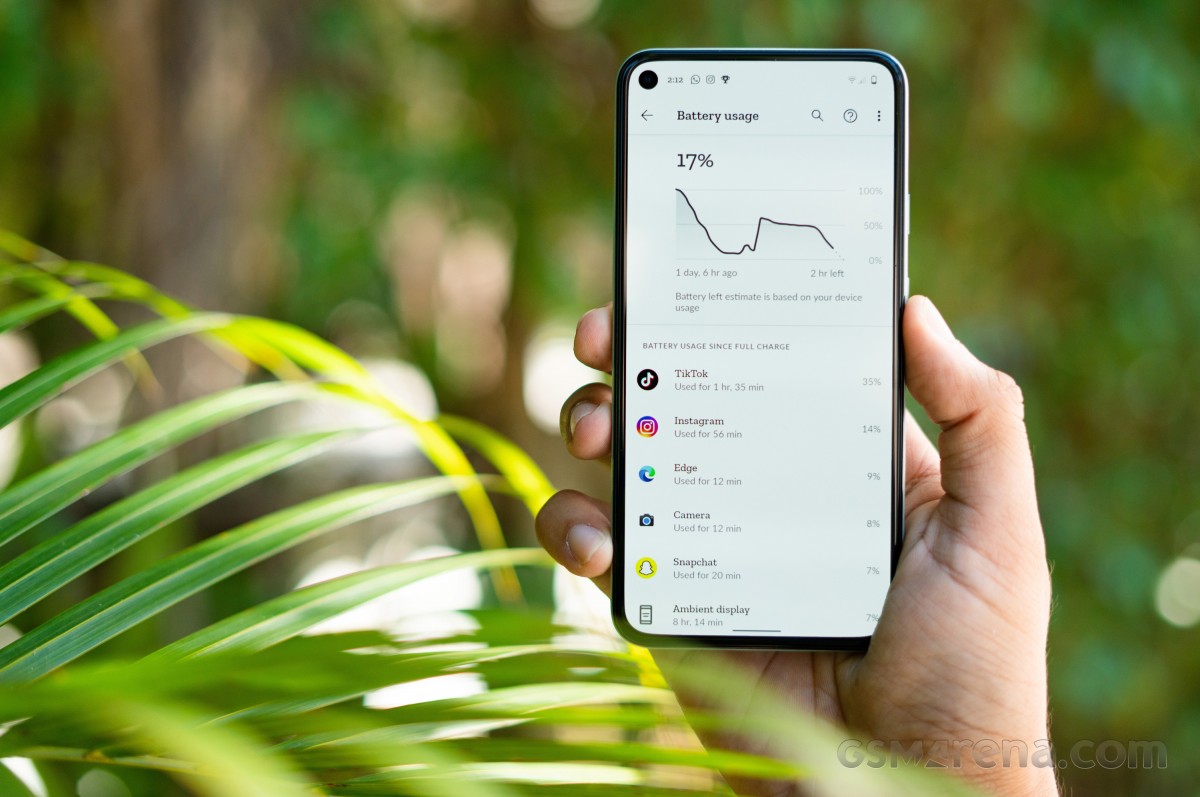 2:12
Battery usage
17%
100%
50%
0%
1 day, 6 hr ago 2 hr left
Battery left estimate is based on your device
usage
BATTERY USAGE SINCE FULL CHARGE
TikTok
Used for 1 hr, 35 min 35%
Instagram
Used for 56 min 14%
Edge
Used for 12 min 9%
Camera
Used for 12 min 8%
Snapchat
Used for 20 min 7%
Ambient display
8 hr, 14 min 7%
GSMArena.com